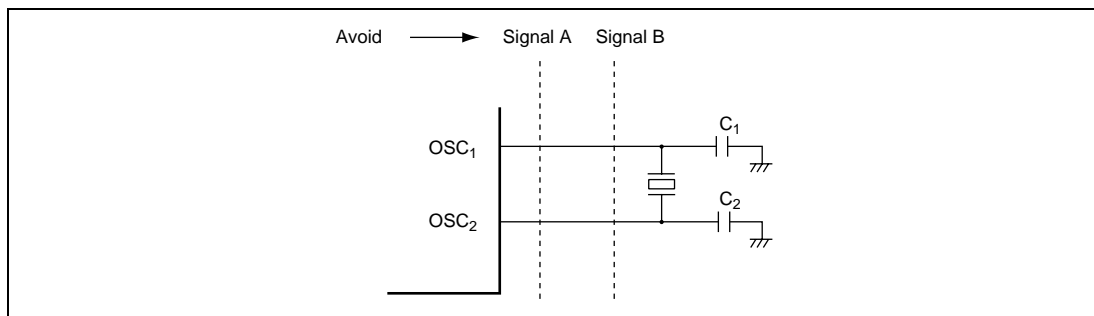 Avoid Signal A Signal B
C₁
OSC₁
C₂
OSC₂